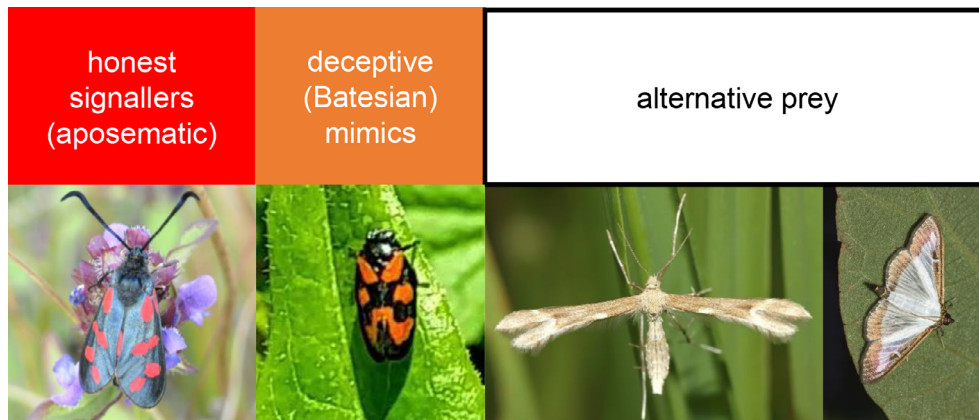 honest
signallers
(aposematic)
deceptive
(Batesian)
mimics
alternative prey